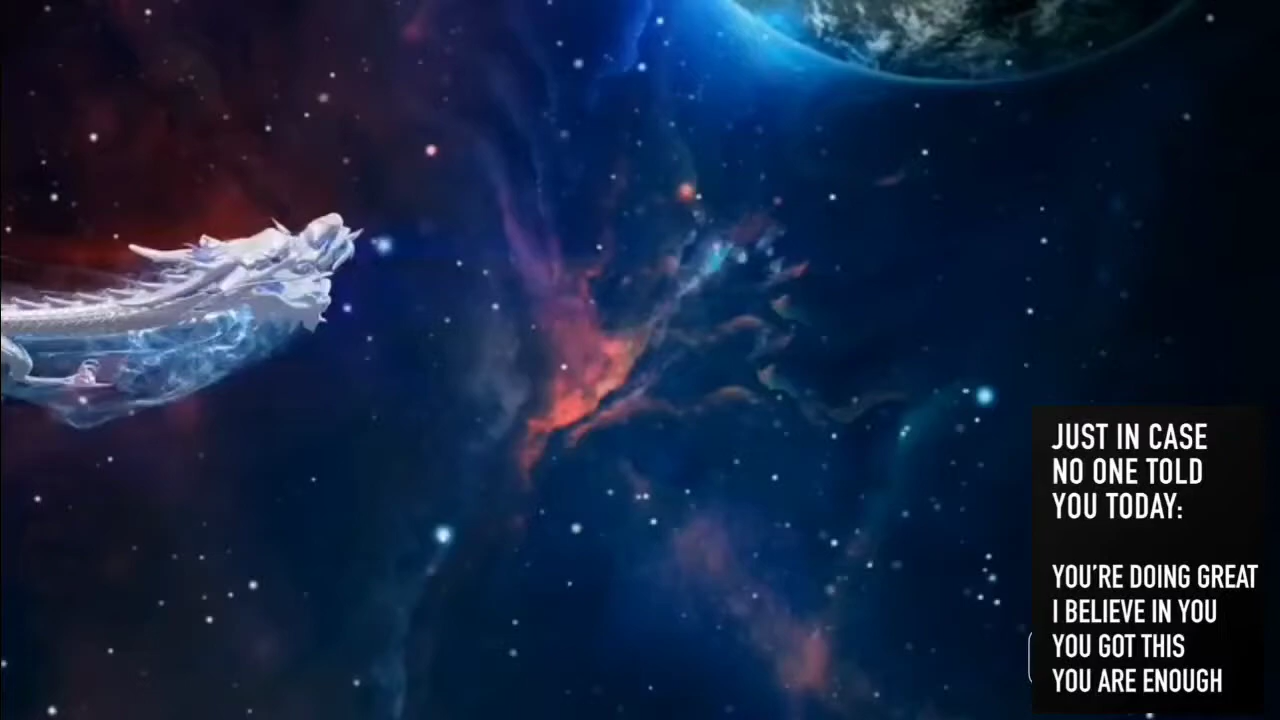 JUST IN CASE
NO ONE TOLD
YOU TODAY:
YOU'RE DOING GREAT
I BELIEVE IN YOU
YOU GOT THIS
YOU ARE ENOUGH